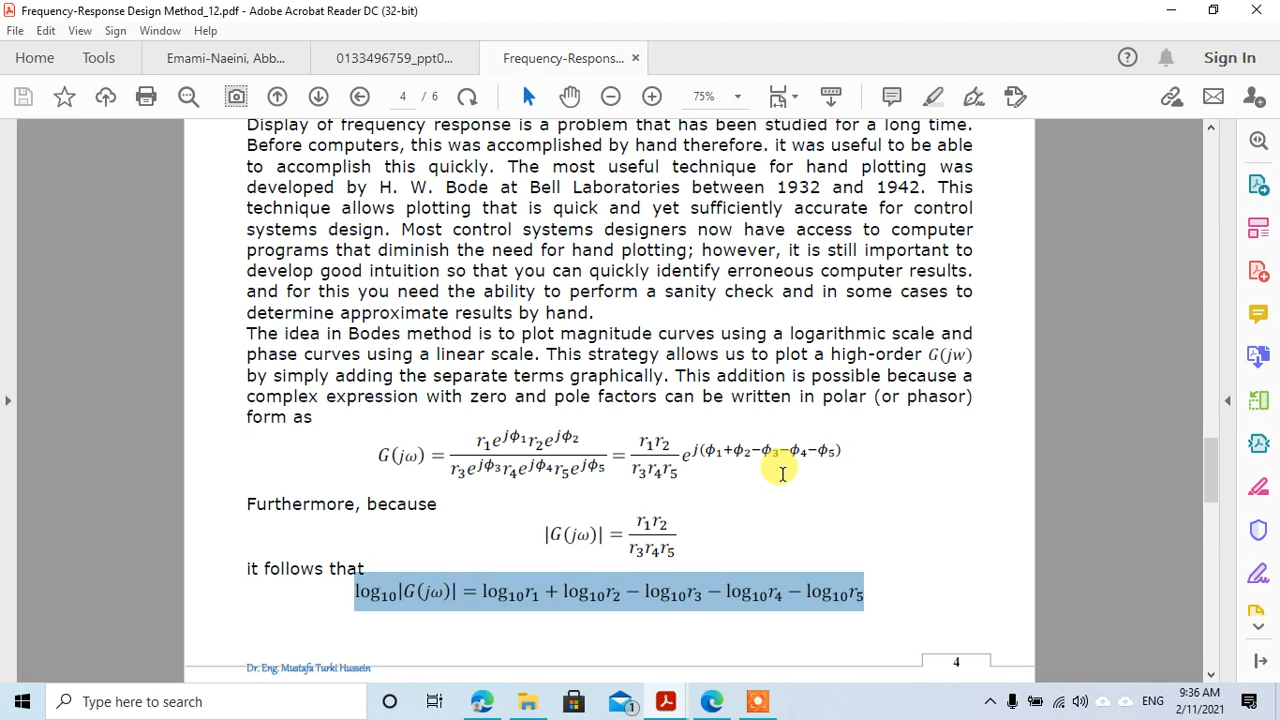 Frequency-Response Design Method_12.pdf - Adobe Acrobat Reader DC (32-bit)
File Edit View Sign Window Help
Home Tools Emami-Naeini, Abb... 0133496759_ppt0... Frequency-Respons... × Sign In
4 / 6 75%
Display of frequency response is a problem that has been studied for a long time.
Before computers, this was accomplished by hand therefore. it was useful to be able
to accomplish this quickly. The most useful technique for hand plotting was
developed by H. W. Bode at Bell Laboratories between 1932 and 1942. This
technique allows plotting that is quick and yet sufficiently accurate for control
systems design. Most control systems designers now have access to computer
programs that diminish the need for hand plotting; however, it is still important to
develop good intuition so that you can quickly identify erroneous computer results.
and for this you need the ability to perform a sanity check and in some cases to
determine approximate results by hand.
The idea in Bodes method is to plot magnitude curves using a logarithmic scale and
phase curves using a linear scale. This strategy allows us to plot a high-order G(jw)
by simply adding the separate terms graphically. This addition is possible because a
complex expression with zero and pole factors can be written in polar (or phasor)
form as
G(jω) = r₁e^{jϕ₁}r₂e^{jϕ₂} / r₃e^{jϕ₃}r₄e^{jϕ₄}r₅e^{jϕ₅} = r₁r₂ / r₃r₄r₅ e^{j(ϕ₁+ϕ₂−ϕ₃−ϕ₄−ϕ₅)}
Furthermore, because
|G(jω)| = r₁r₂ / r₃r₄r₅
it follows that
log₁₀|G(jω)| = log₁₀r₁ + log₁₀r₂ − log₁₀r₃ − log₁₀r₄ − log₁₀r₅
Dr. Eng. Mustafa Turki Hussein 4
Type here to search 1 ENG 9:36 AM
2/11/2021